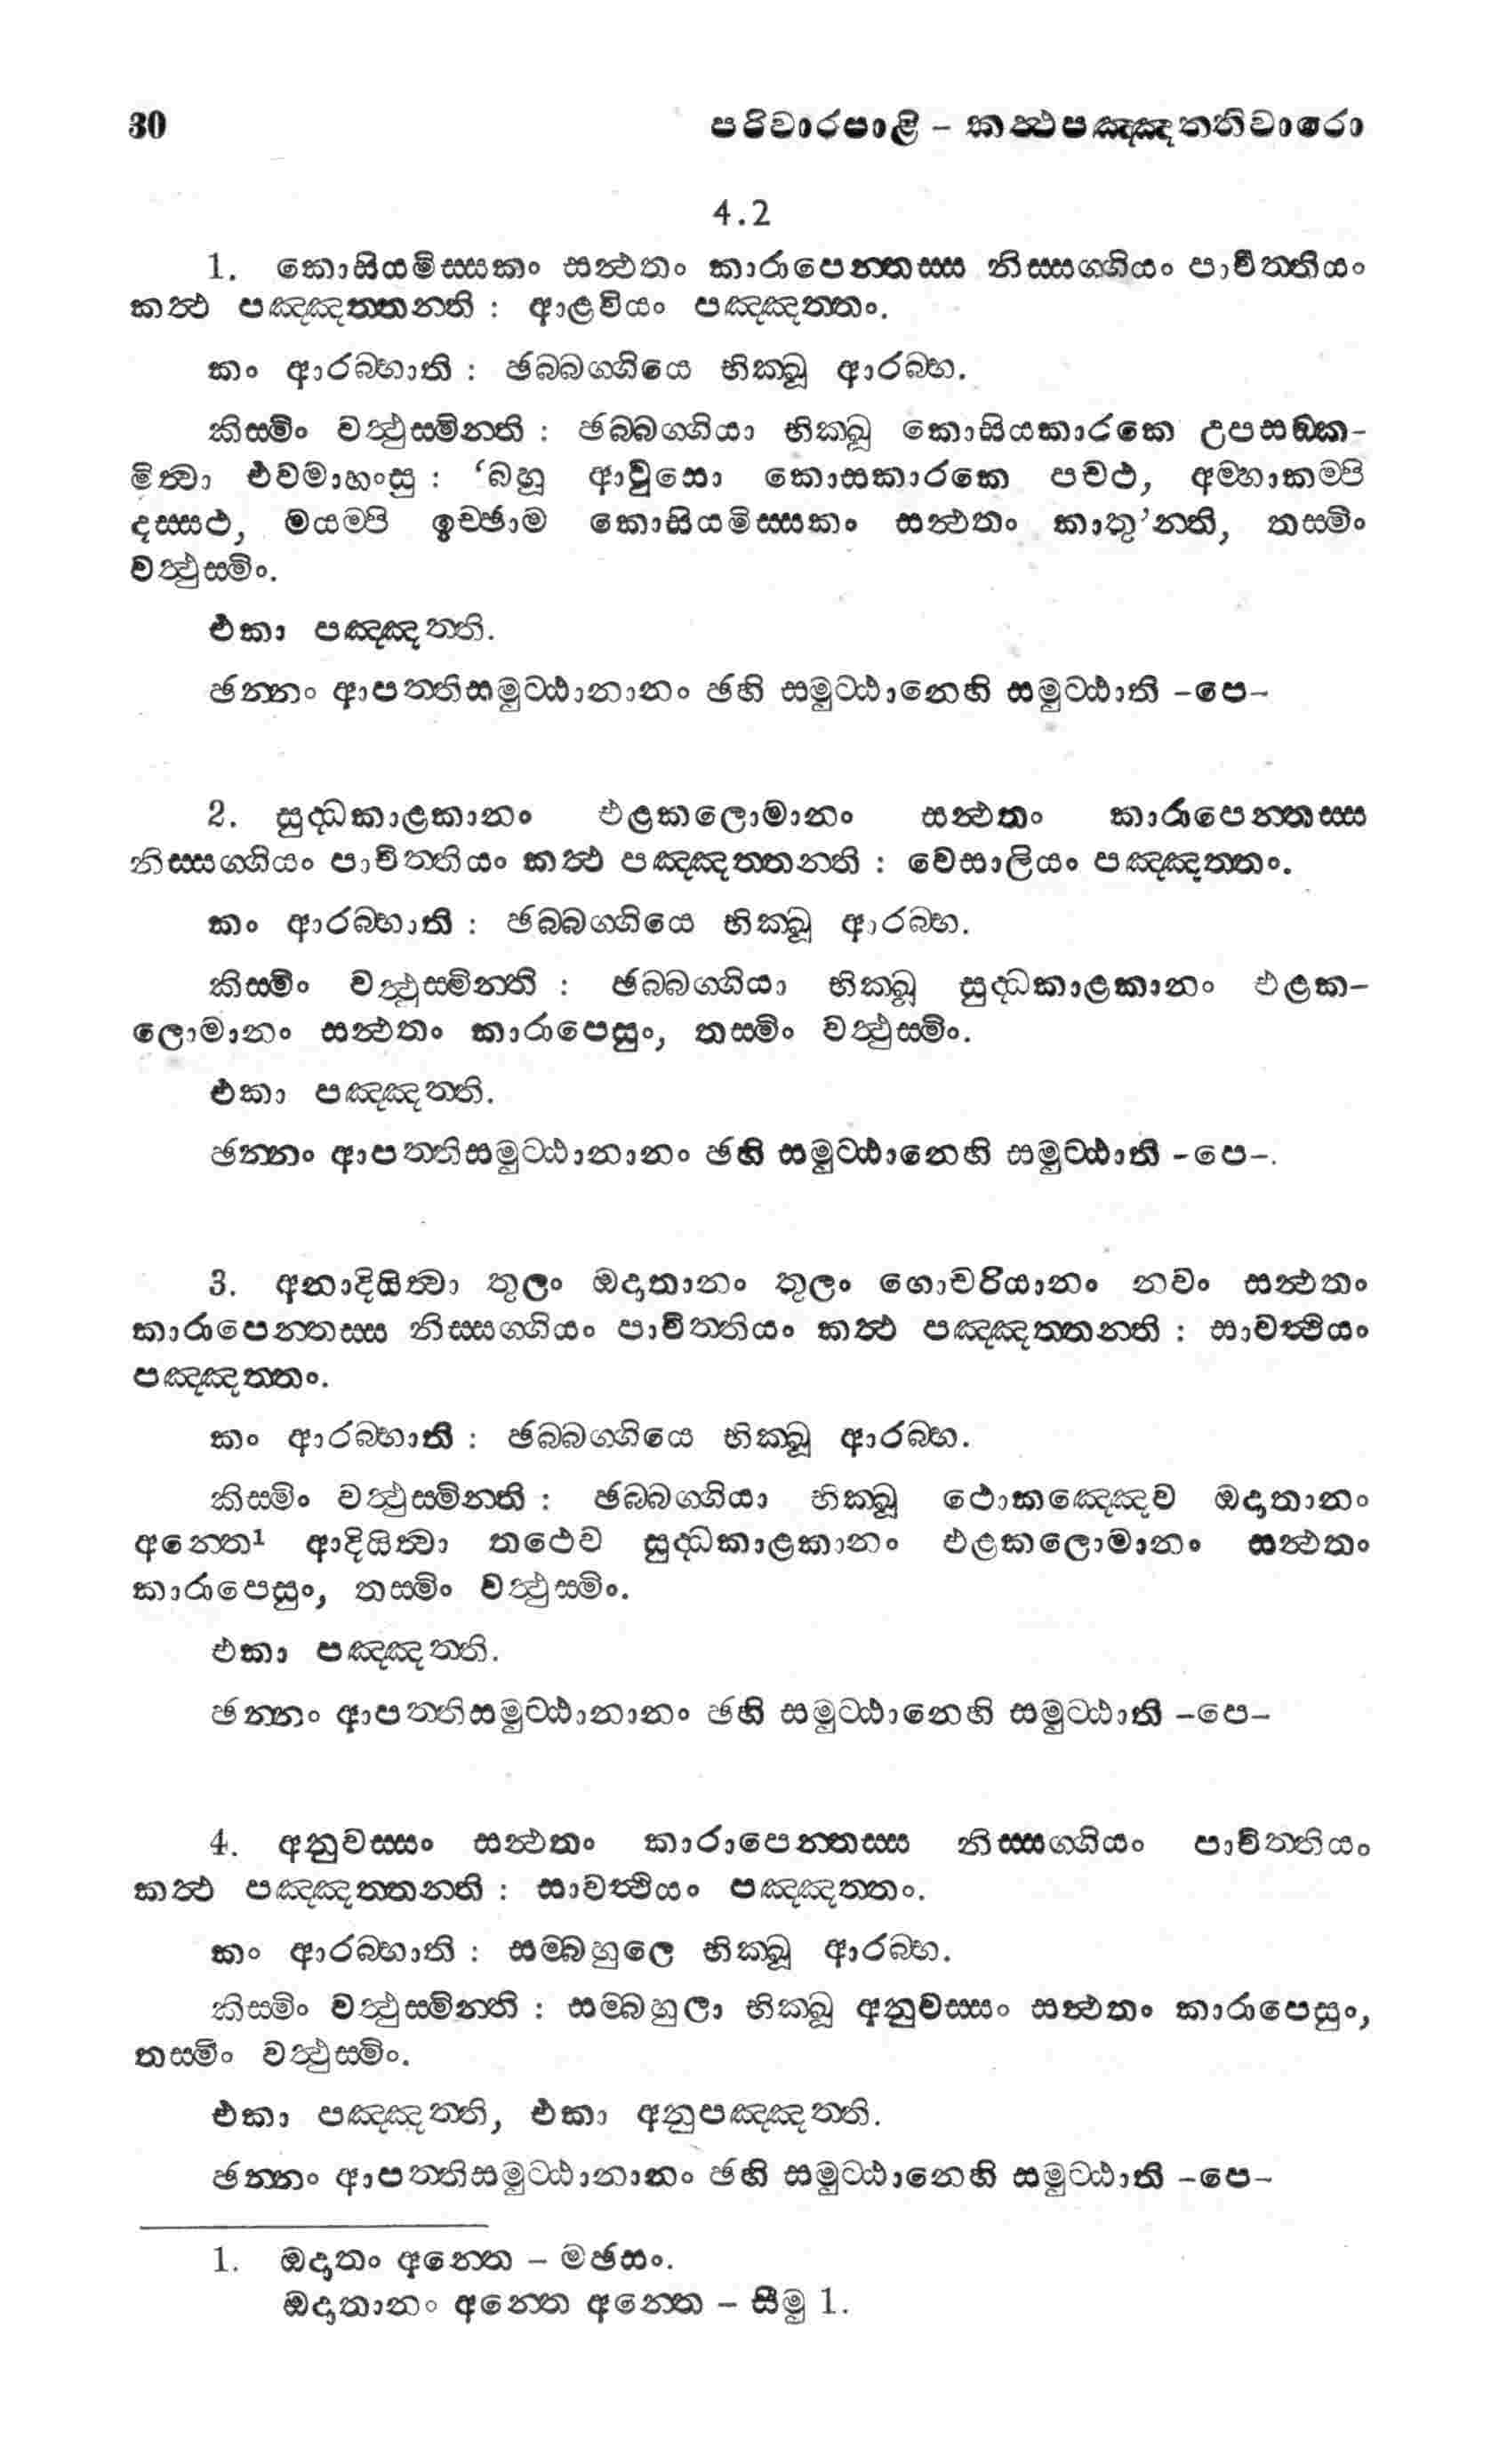 30 පරිවාරපාළි – කත්‍ථපඤ්ඤත්තිවාරො
4.2
1. කොසියමිස්සකං සන්‍ථතං කාරාපෙන්තස්ස නිස්සග්ගියං පාචිත්තියං
කත්‍ථ පඤ්ඤත්තන්ති : ආළවියං පඤ්ඤත්තං.
කං ආරබ්භාති : ඡබ්බග්ගියෙ භික්ඛූ ආරබ්භ.
කිස්මිං වත්‍ථුස්මින්ති : ඡබ්බග්ගියා භික්ඛූ කොසියකාරකෙ උපසඞ්ක-
මිත්‍වා එවමාහංසු : ‘බහූ ආවුසො කොසකාරකෙ පචථ, අම්හාකම්පි
දස්සථ, මයම්පි ඉච්ඡාම කොසියමිස්සකං සන්‍ථතං කාතු’න්ති, තස්මිං
වත්‍ථුස්මිං.
එකා පඤ්ඤත්ති.
ඡන්නං ආපත්තිසමුට්ඨානානං ඡහි සමුට්ඨානෙහි සමුට්ඨාති –පෙ–
2. සුද්ධකාළකානං එළකලොමානං සන්‍ථතං කාරාපෙන්තස්ස
නිස්සග්ගියං පාචිත්තියං කත්‍ථ පඤ්ඤත්තන්ති : වෙසාලියං පඤ්ඤත්තං.
කං ආරබ්භාති : ඡබ්බග්ගියෙ භික්ඛූ ආරබ්භ.
කිස්මිං වත්‍ථුස්මින්ති : ඡබ්බග්ගියා භික්ඛූ සුද්ධකාළකානං එළක-
ලොමානං සන්‍ථතං කාරාපෙසුං, තස්මිං වත්‍ථුස්මිං.
එකා පඤ්ඤත්ති.
ඡන්නං ආපත්තිසමුට්ඨානානං ඡහි සමුට්ඨානෙහි සමුට්ඨාති –පෙ–.
3. අනාදියිත්‍වා තුලං ඔදාතානං තුලං ගොචරියානං නවං සන්‍ථතං
කාරාපෙන්තස්ස නිස්සග්ගියං පාචිත්තියං කත්‍ථ පඤ්ඤත්තන්ති : සාවත්‍ථියං
පඤ්ඤත්තං.
කං ආරබ්භාති : ඡබ්බග්ගියෙ භික්ඛූ ආරබ්භ.
කිස්මිං වත්‍ථුස්මින්ති : ඡබ්බග්ගියා භික්ඛූ ථොකඤ්ඤෙව ඔදාතානං
අන්තෙ¹ ආදියිත්‍වා තථෙව සුද්ධකාළකානං එළකලොමානං සන්‍ථතං
කාරාපෙසුං, තස්මිං වත්‍ථුස්මිං.
එකා පඤ්ඤත්ති.
ඡන්නං ආපත්තිසමුට්ඨානානං ඡහි සමුට්ඨානෙහි සමුට්ඨාති –පෙ–
4. අනුවස්සං සන්‍ථතං කාරාපෙන්තස්ස නිස්සග්ගියං පාචිත්තියං
කත්‍ථ පඤ්ඤත්තන්ති : සාවත්‍ථියං පඤ්ඤත්තං.
කං ආරබ්භාති : සම්බහුලෙ භික්ඛූ ආරබ්භ.
කිස්මිං වත්‍ථුස්මින්ති : සම්බහුලා භික්ඛූ අනුවස්සං සන්‍ථතං කාරාපෙසුං,
තස්මිං වත්‍ථුස්මිං.
එකා පඤ්ඤත්ති, එකා අනුපඤ්ඤත්ති.
ඡන්නං ආපත්තිසමුට්ඨානානං ඡහි සමුට්ඨානෙහි සමුට්ඨාති –පෙ–
1. ඔදාතං අන්තෙ – මඡසං.
ඔදාතානං අන්තෙ අන්තෙ – සීමු 1.